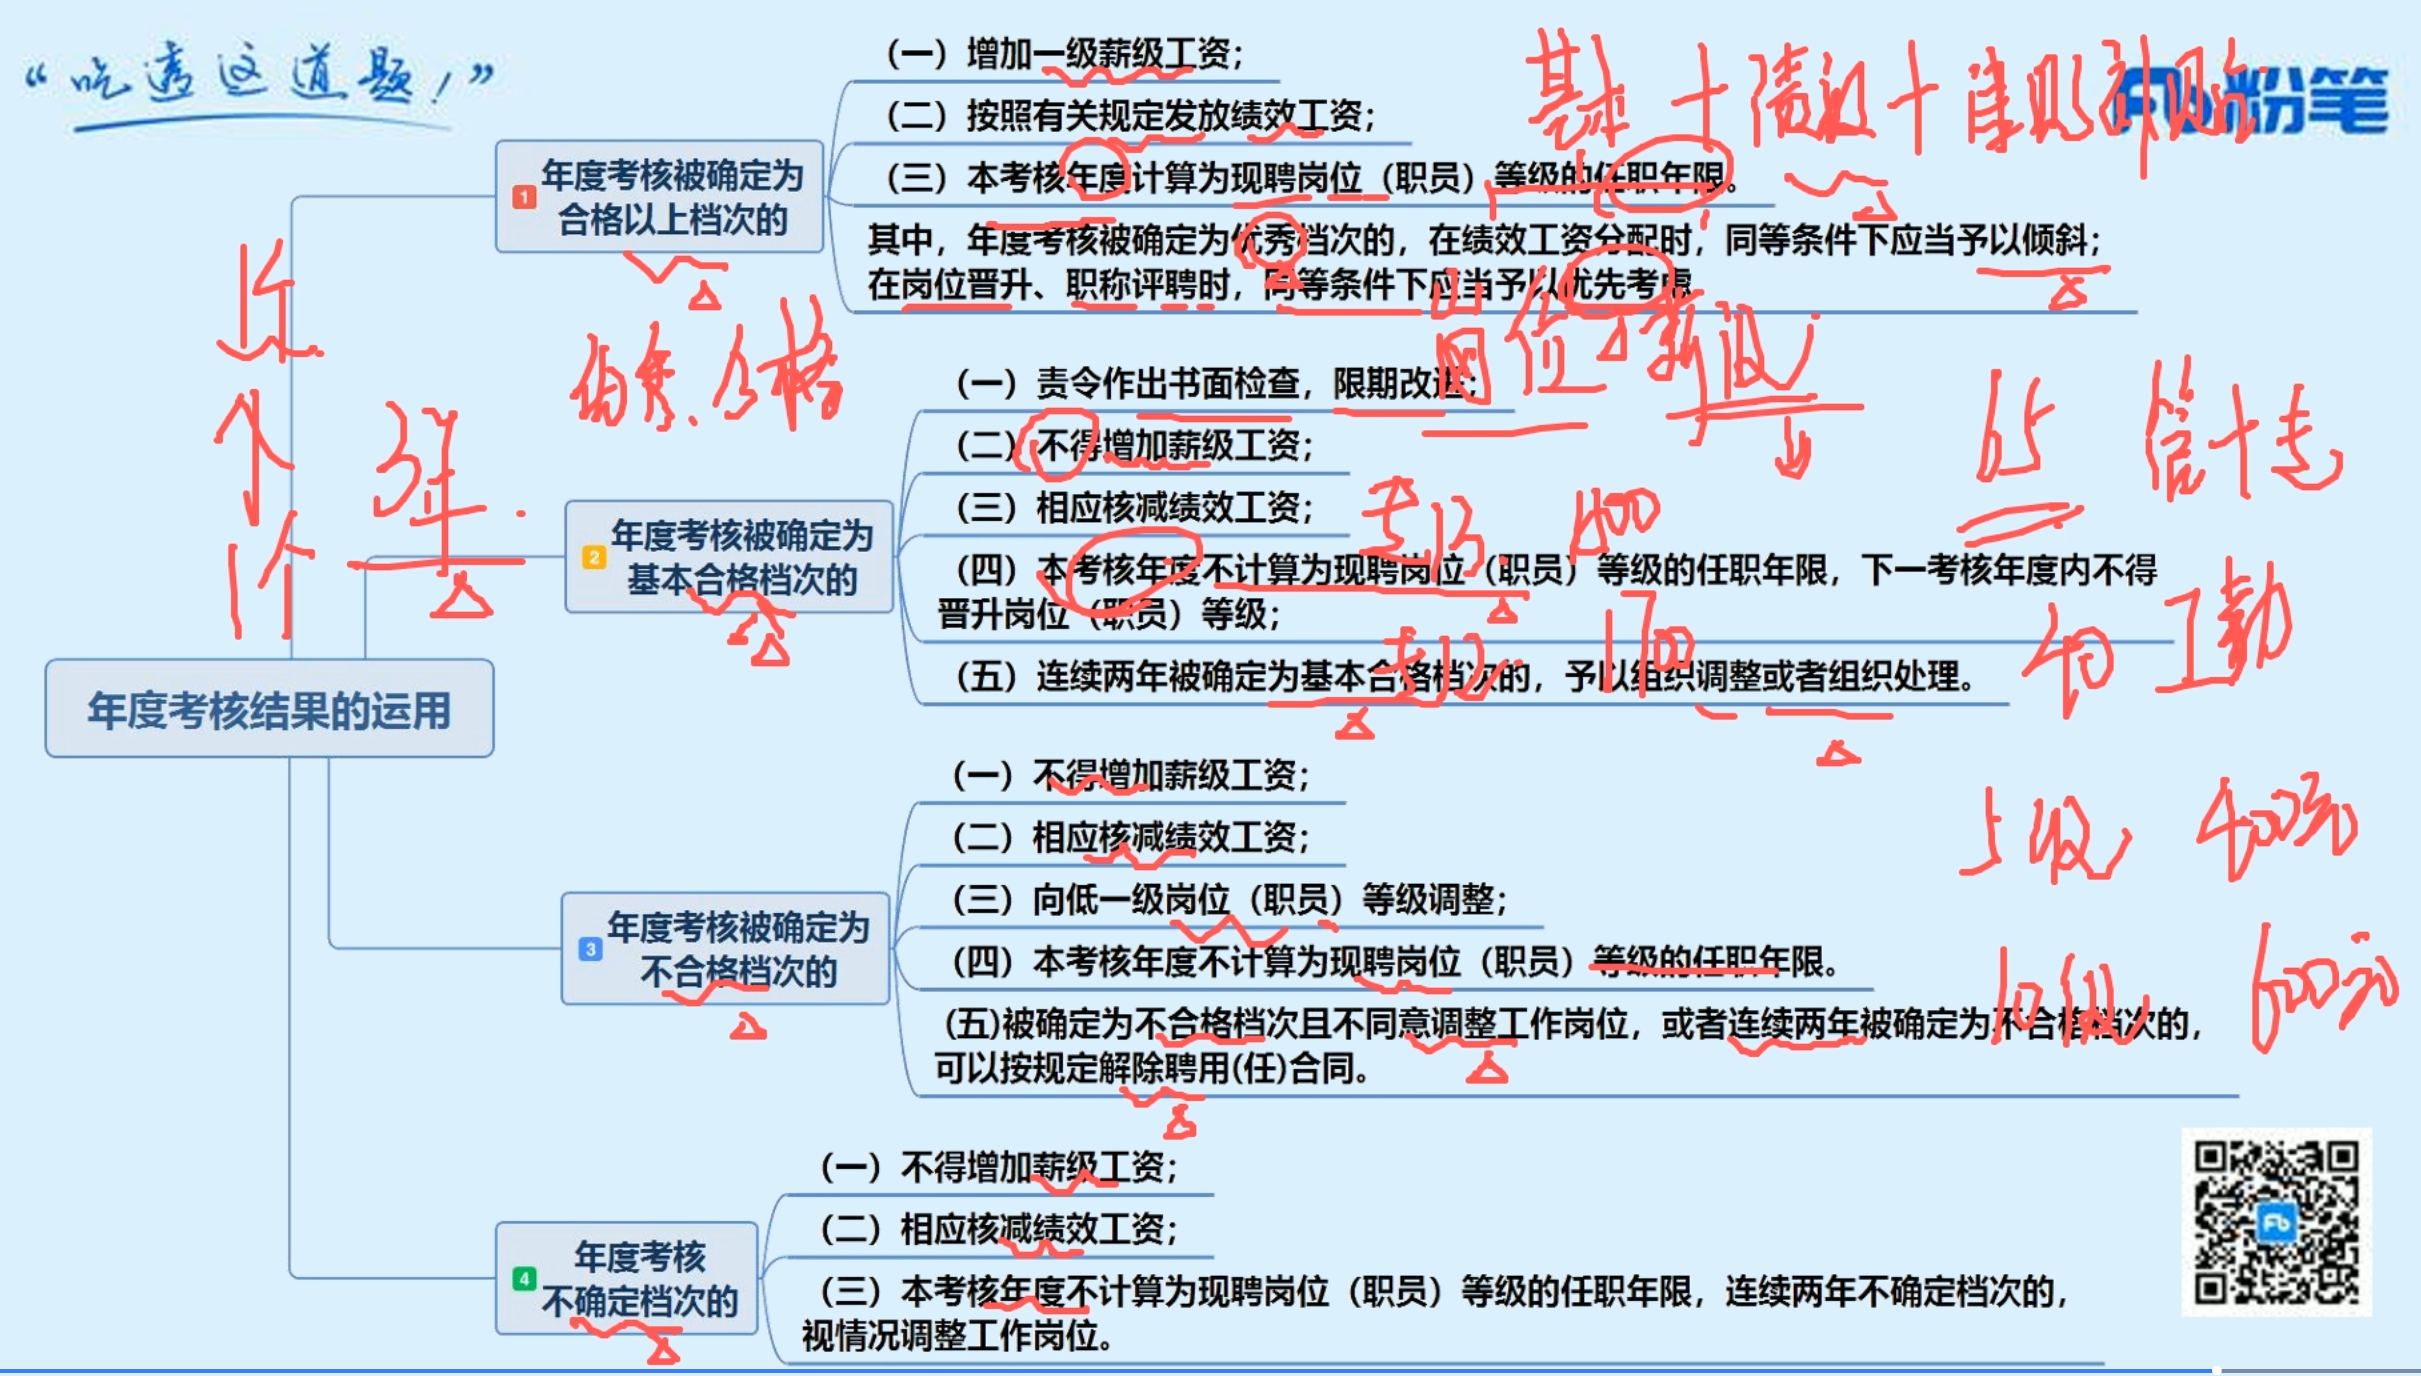 “吃透这道题！”
粉笔
基本＋绩效＋津贴补贴
年度考核结果的运用
1 年度考核被确定为
合格以上档次的
（一）增加一级薪级工资；
（二）按照有关规定发放绩效工资；
（三）本考核年度计算为现聘岗位（职员）等级的任职年限。
其中，年度考核被确定为优秀档次的，在绩效工资分配时，同等条件下应当予以倾斜；
在岗位晋升、职称评聘时，同等条件下应当予以优先考虑
岗位 薪级
合格
2 年度考核被确定为
基本合格档次的
（一）责令作出书面检查，限期改进；
（二）不得增加薪级工资；
（三）相应核减绩效工资；
（四）本考核年度不计算为现聘岗位（职员）等级的任职年限，下一考核年度内不得
晋升岗位（职员）等级；
（五）连续两年被确定为基本合格档次的，予以组织调整或者组织处理。
3年
专13
专12
1700
65 管＋专
40 工勤
5级 400元
10级 600元
3 年度考核被确定为
不合格档次的
（一）不得增加薪级工资；
（二）相应核减绩效工资；
（三）向低一级岗位（职员）等级调整；
（四）本考核年度不计算为现聘岗位（职员）等级的任职年限。
(五)被确定为不合格档次且不同意调整工作岗位，或者连续两年被确定为不合格档次的，
可以按规定解除聘用(任)合同。
4 年度考核
不确定档次的
（一）不得增加薪级工资；
（二）相应核减绩效工资；
（三）本考核年度不计算为现聘岗位（职员）等级的任职年限，连续两年不确定档次的，
视情况调整工作岗位。
Fb